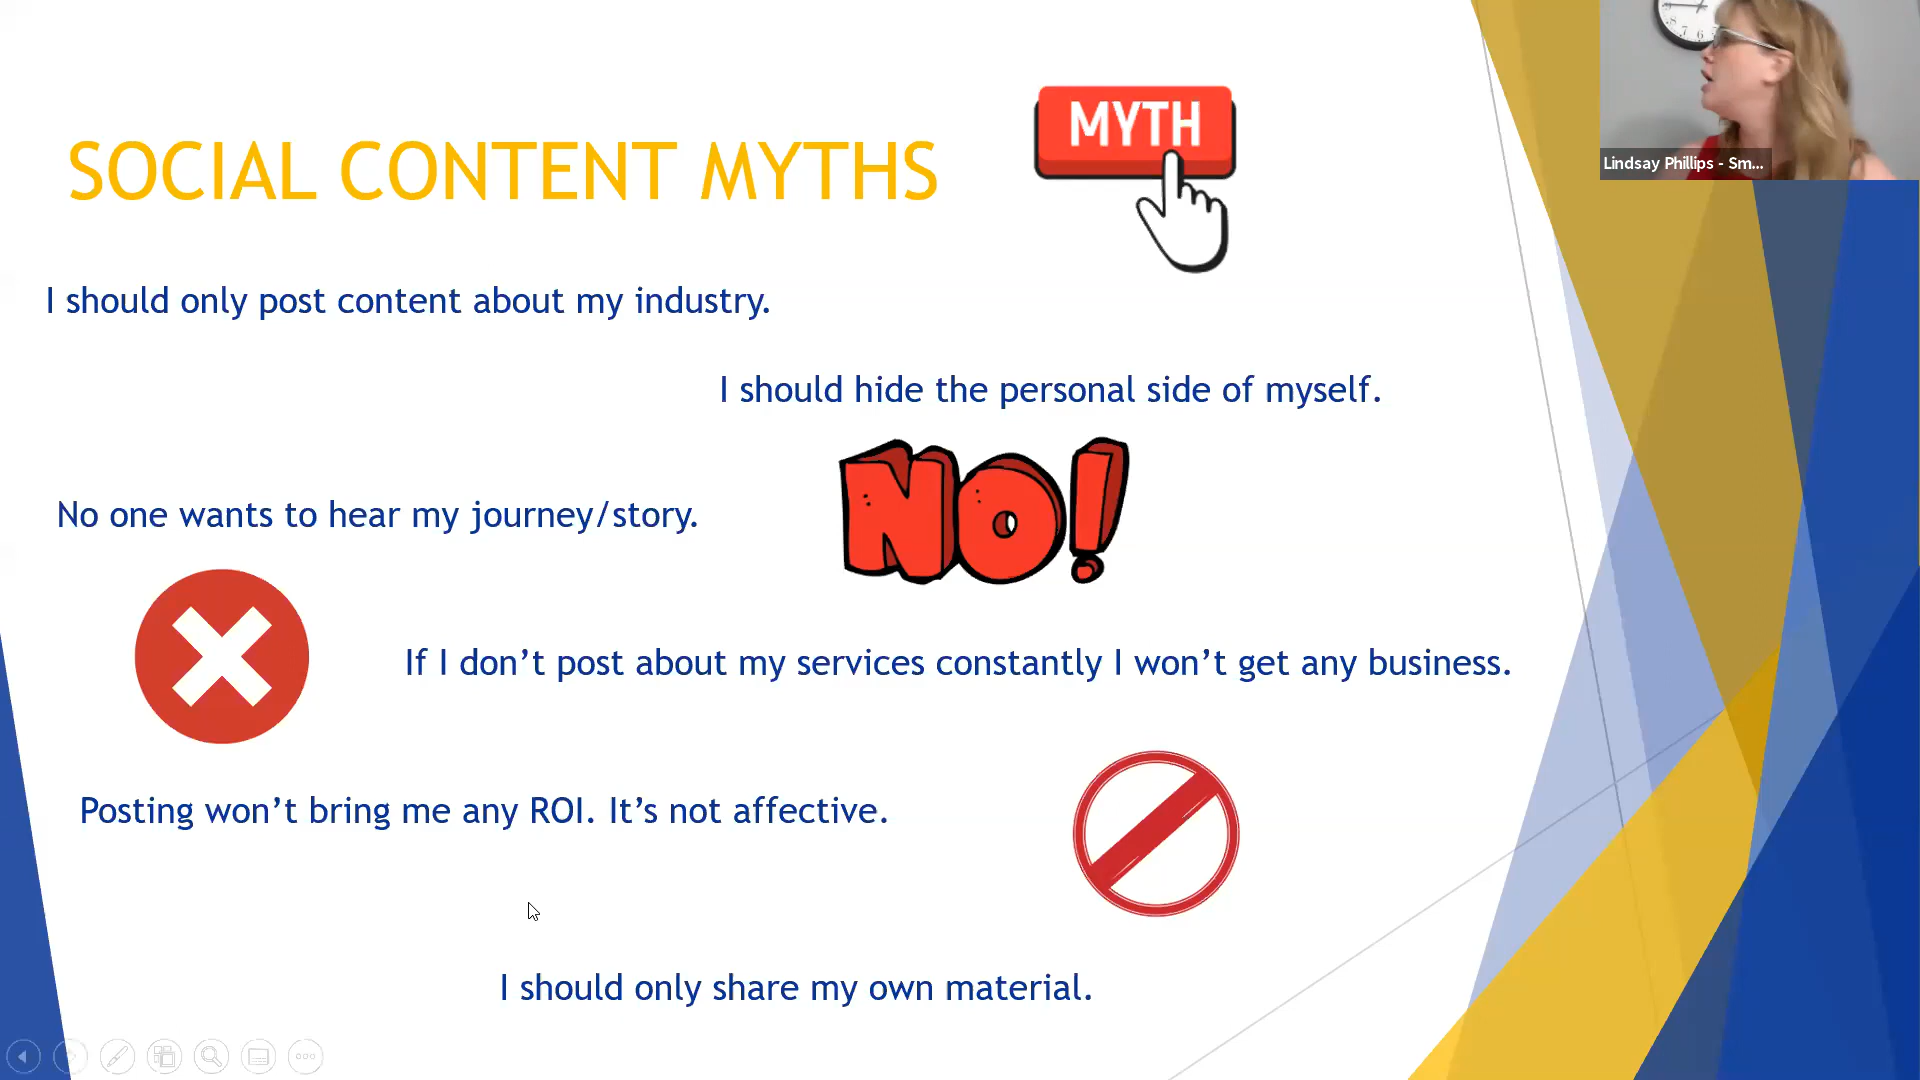 MYTH
Lindsay Phillips - Sm...
SOCIAL CONTENT MYTHS
I should only post content about my industry.
I should hide the personal side of myself.
NO!
No one wants to hear my journey/story.
If I don’t post about my services constantly I won’t get any business.
Posting won’t bring me any ROI. It’s not affective.
I should only share my own material.